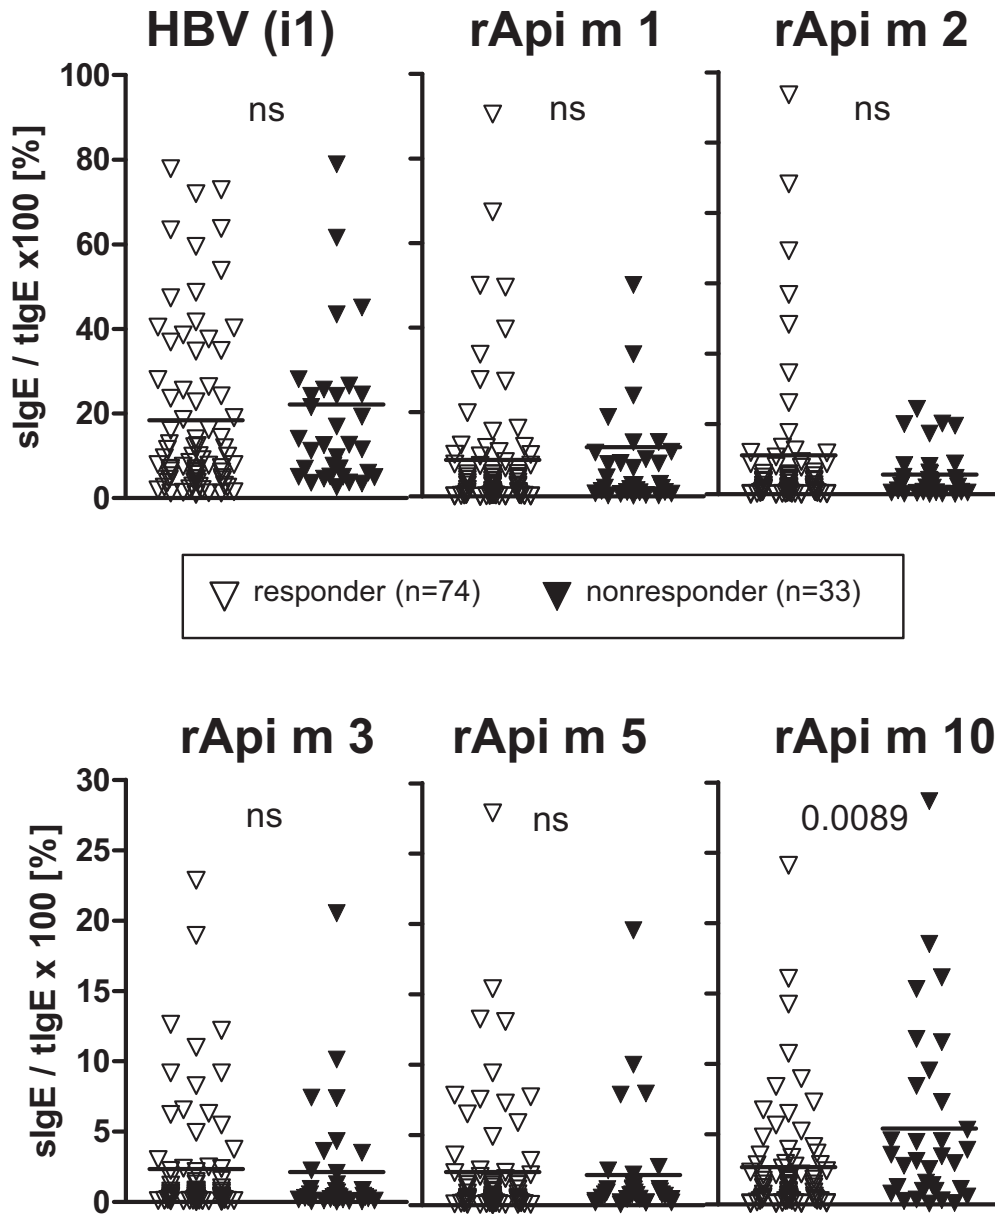 HBV (i1) rApi m 1 rApi m 2
sIgE / tIgE x100 [%]
100
80
60
40
20
0
ns ns ns
responder (n=74) nonresponder (n=33)
rApi m 3 rApi m 5 rApi m 10
sIgE / tIgE x 100 [%]
30
25
20
15
10
5
0
ns ns 0.0089